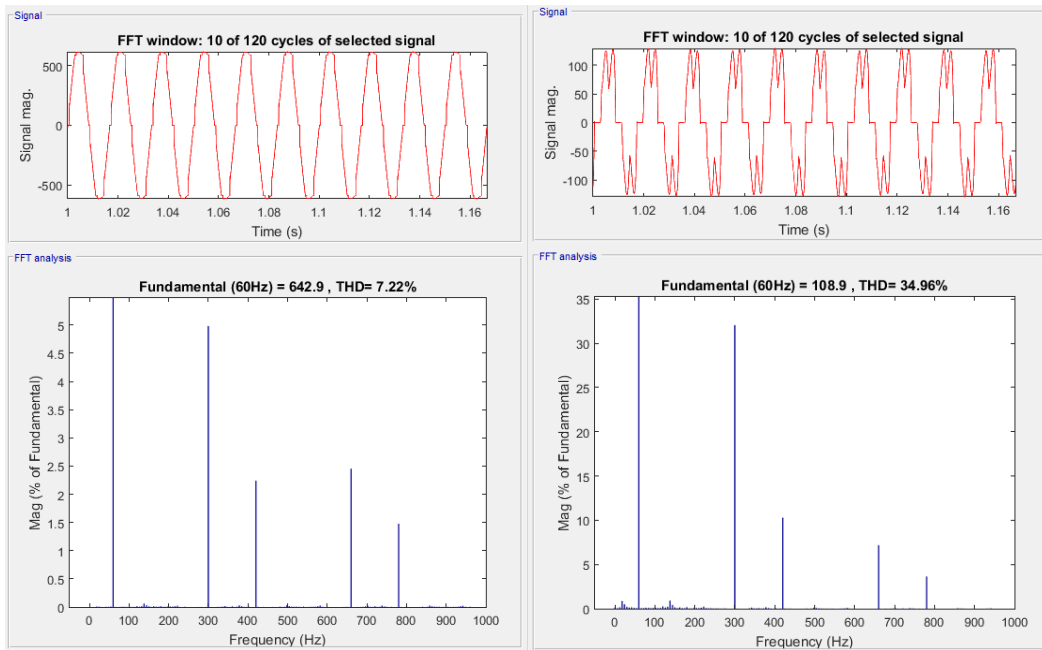 Signal
FFT window: 10 of 120 cycles of selected signal
Signal mag.
500
0
-500
1 1.02 1.04 1.06 1.08 1.1 1.12 1.14 1.16
Time (s)
FFT analysis
Fundamental (60Hz) = 642.9 , THD= 7.22%
Mag (% of Fundamental)
5
4.5
4
3.5
3
2.5
2
1.5
1
0.5
0
0 100 200 300 400 500 600 700 800 900 1000
Frequency (Hz)
Signal
FFT window: 10 of 120 cycles of selected signal
Signal mag.
100
50
0
-50
-100
1 1.02 1.04 1.06 1.08 1.1 1.12 1.14 1.16
Time (s)
FFT analysis
Fundamental (60Hz) = 108.9 , THD= 34.96%
Mag (% of Fundamental)
35
30
25
20
15
10
5
0
0 100 200 300 400 500 600 700 800 900 1000
Frequency (Hz)